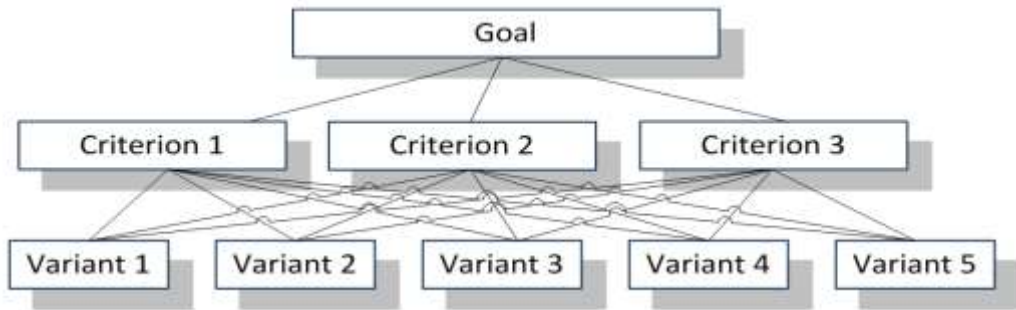 Goal
Criterion 1 Criterion 2 Criterion 3
Variant 1 Variant 2 Variant 3 Variant 4 Variant 5